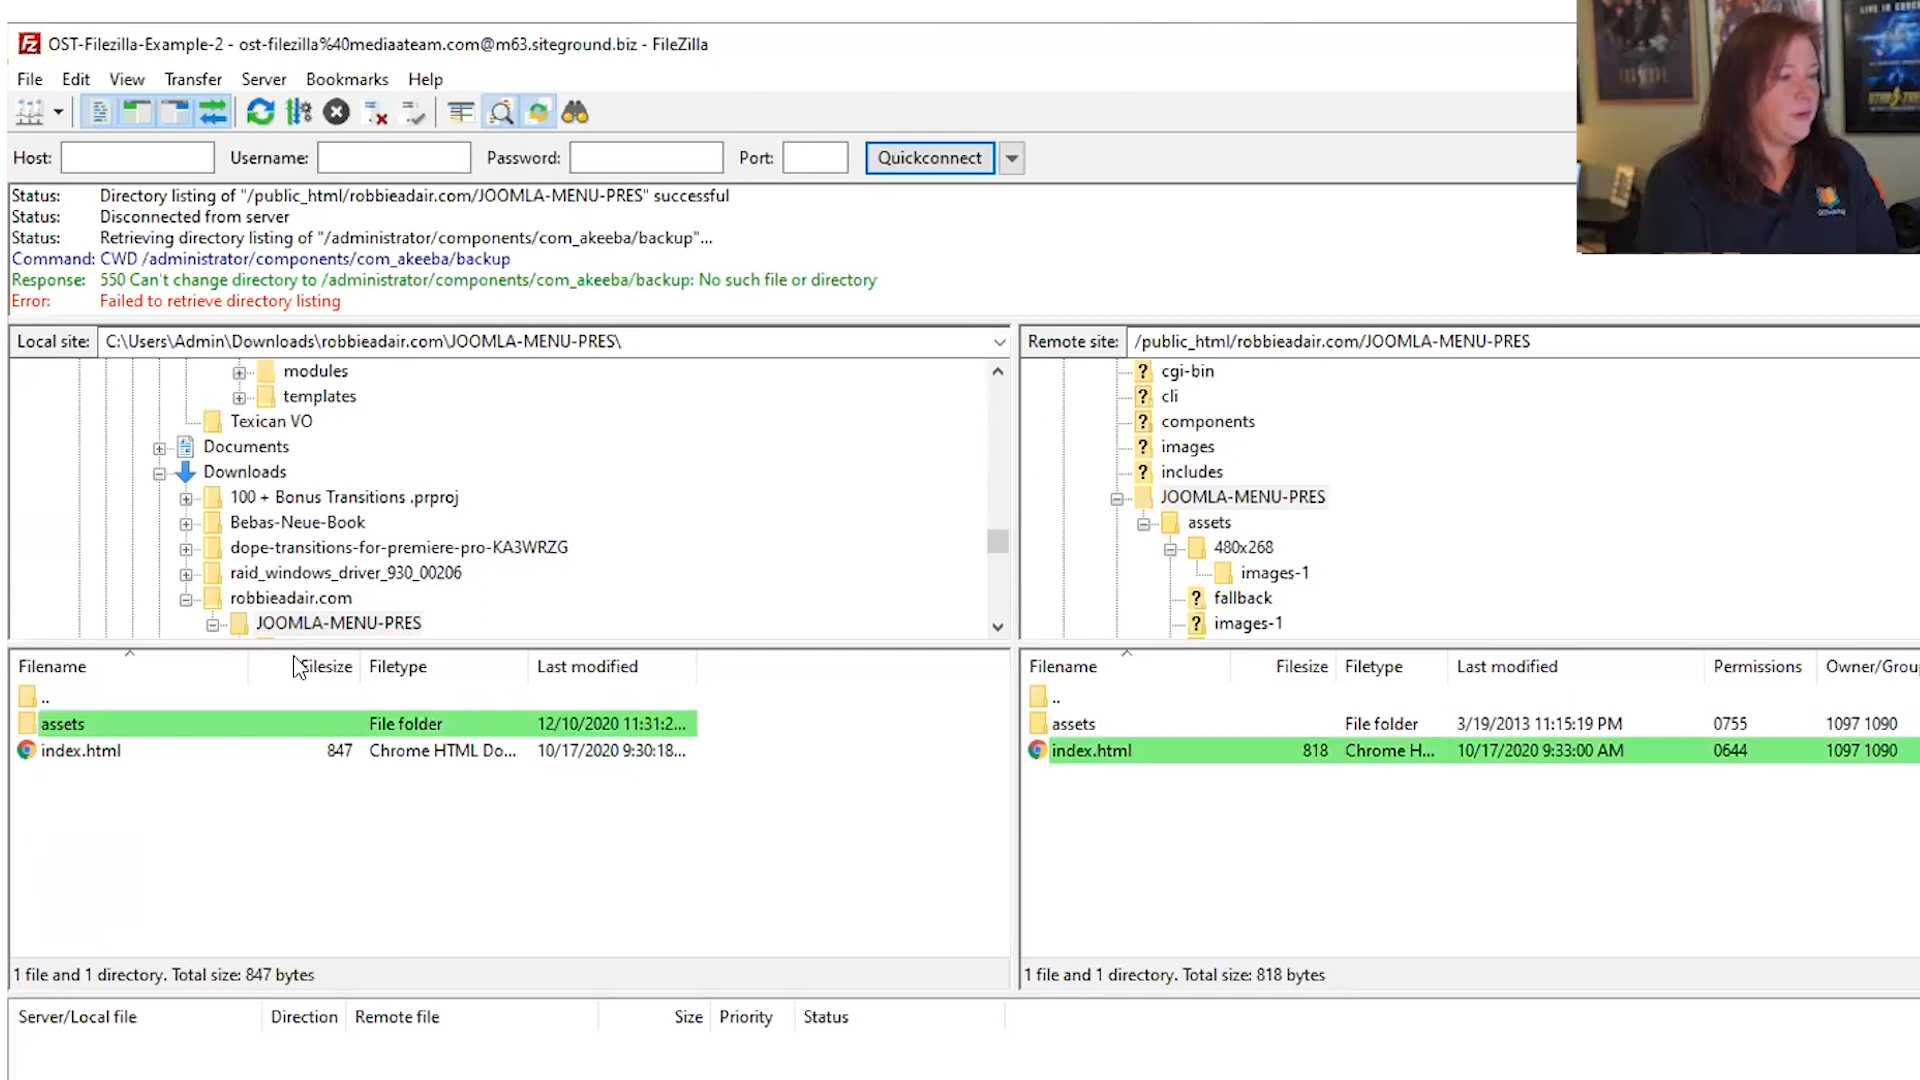 OST-Filezilla-Example-2 - ost-filezilla%40mediaateam.com@m63.siteground.biz - FileZilla
File Edit View Transfer Server Bookmarks Help
Host: Username: Password: Port: Quickconnect
Status: Directory listing of "/public_html/robbieadair.com/JOOMLA-MENU-PRES" successful
Status: Disconnected from server
Status: Retrieving directory listing of "/administrator/components/com_akeeba/backup"...
Command: CWD /administrator/components/com_akeeba/backup
Response: 550 Can't change directory to /administrator/components/com_akeeba/backup: No such file or directory
Error: Failed to retrieve directory listing
Local site: C:\Users\Admin\Downloads\robbieadair.com\JOOMLA-MENU-PRES\
modules
templates
Texican VO
Documents
Downloads
100 + Bonus Transitions .prproj
Bebas-Neue-Book
dope-transitions-for-premiere-pro-KA3WRZG
raid_windows_driver_930_00206
robbieadair.com
JOOMLA-MENU-PRES
Remote site: /public_html/robbieadair.com/JOOMLA-MENU-PRES
cgi-bin
cli
components
images
includes
JOOMLA-MENU-PRES
assets
480x268
images-1
fallback
images-1
Filename Filesize Filetype Last modified
..
assets File folder 12/10/2020 11:31:2...
index.html 847 Chrome HTML Do... 10/17/2020 9:30:18...
1 file and 1 directory. Total size: 847 bytes
Filename Filesize Filetype Last modified Permissions Owner/Grou
..
assets File folder 3/19/2013 11:15:19 PM 0755 1097 1090
index.html 818 Chrome H... 10/17/2020 9:33:00 AM 0644 1097 1090
1 file and 1 directory. Total size: 818 bytes
Server/Local file Direction Remote file Size Priority Status